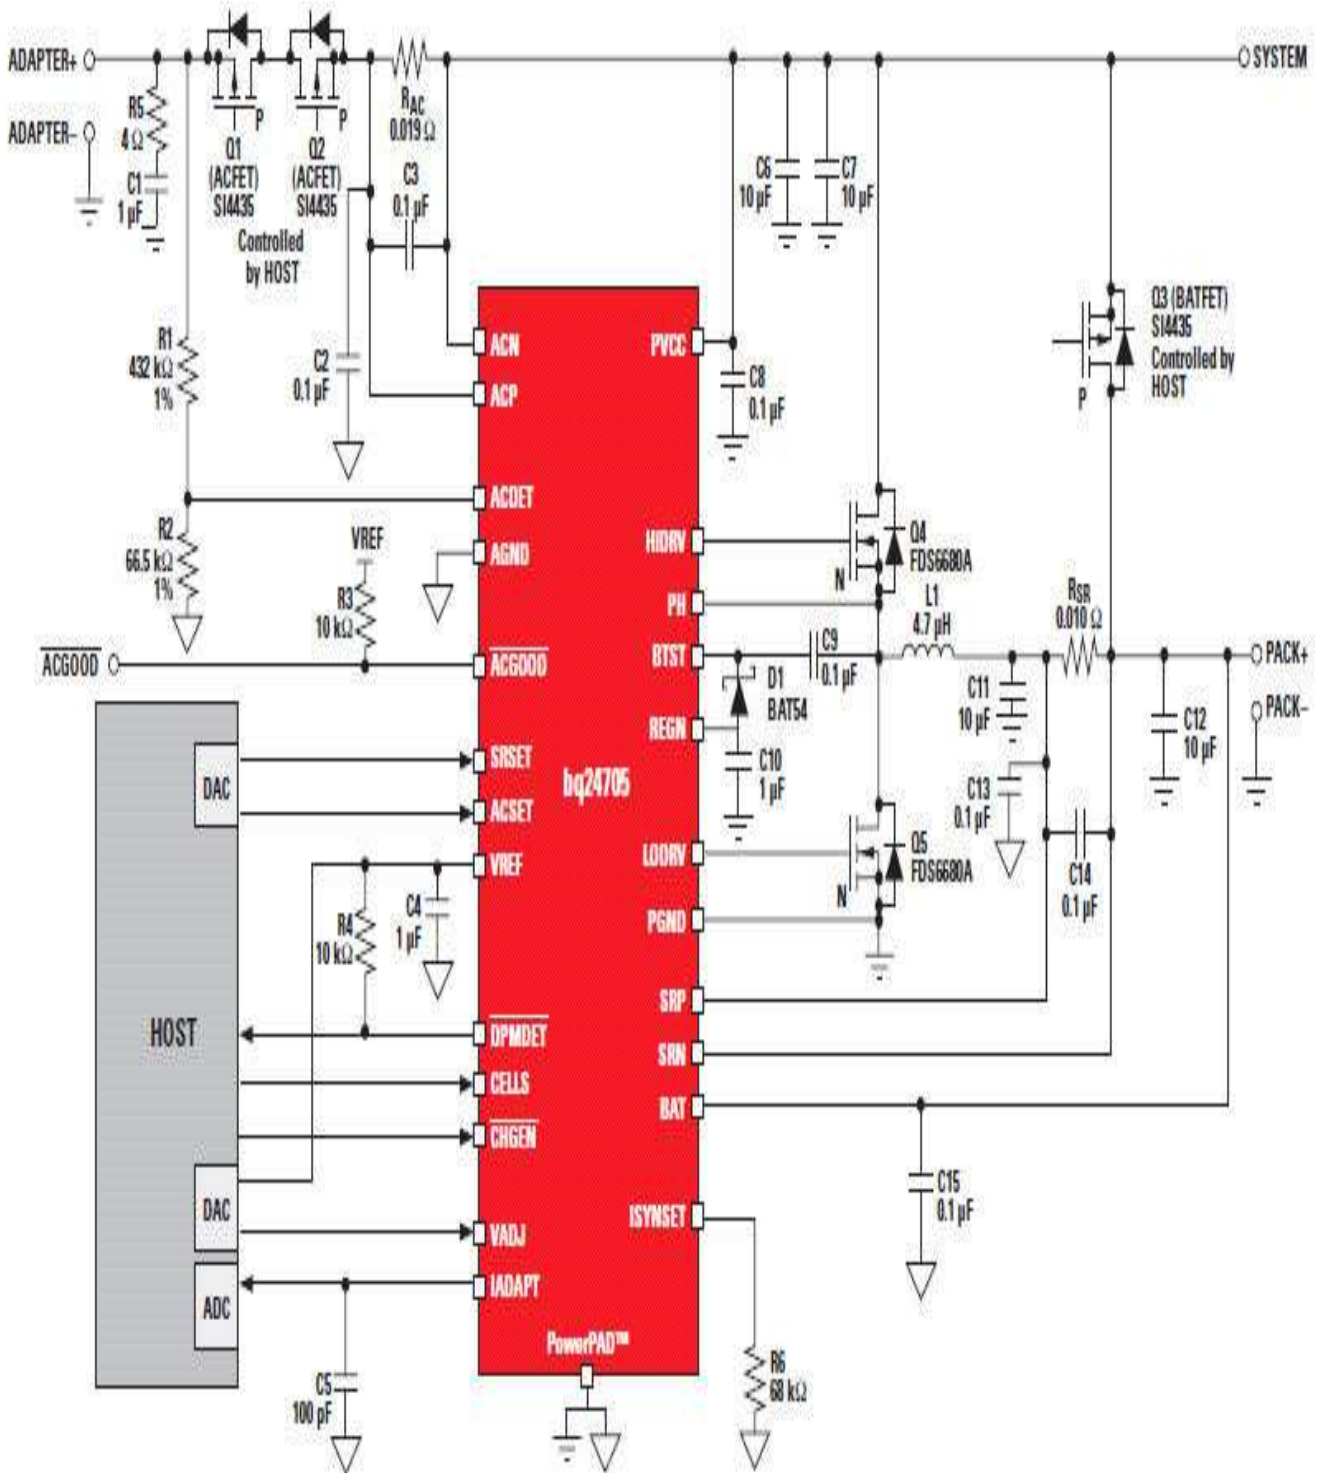 ADAPTER+
ADAPTER–
SYSTEM
R5
4 Ω
C1
1 µF
P
Q1
(ACFET)
SI4435
P
Q2
(ACFET)
SI4435
Controlled
by HOST
RAC
0.019 Ω
C3
0.1 µF
C2
0.1 µF
C6
10 µF
C7
10 µF
C8
0.1 µF
Q3 (BATFET)
SI4435
Controlled by
HOST
P
R1
432 kΩ
1%
R2
66.5 kΩ
1%
VREF
R3
10 kΩ
ACGOOD
ACN
ACP
ACDET
AGND
ACGOOD
SRSET
ACSET
VREF
DPMDET
CELLS
CHGEN
VADJ
IADAPT
bq24705
PowerPAD™
PVCC
HIDRV
PH
BTST
REGN
LODRV
PGND
SRP
SRN
BAT
ISYNSET
Q4
FDS6680A
N
L1
4.7 µH
RSR
0.010 Ω
C9
0.1 µF
D1
BAT54
C10
1 µF
C11
10 µF
C12
10 µF
C13
0.1 µF
C14
0.1 µF
PACK+
PACK–
Q5
FDS6680A
N
C15
0.1 µF
R6
68 kΩ
HOST
DAC
DAC
ADC
R4
10 kΩ
C4
1 µF
C5
100 pF